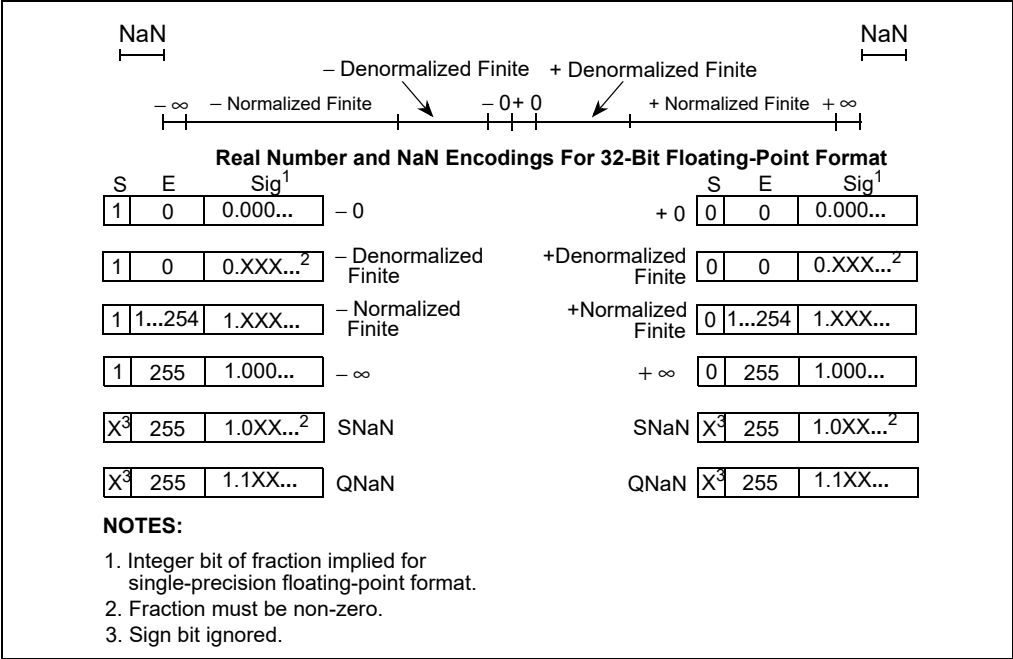 NaN NaN
– Denormalized Finite + Denormalized Finite
– ∞ – Normalized Finite – 0 + 0 + Normalized Finite + ∞
Real Number and NaN Encodings For 32-Bit Floating-Point Format
S E Sig1 S E Sig1
1 0 0.000... – 0 + 0 0 0 0.000...
1 0 0.XXX...2 – Denormalized Finite +Denormalized Finite 0 0 0.XXX...2
1 1...254 1.XXX... – Normalized Finite +Normalized Finite 0 1...254 1.XXX...
1 255 1.000... – ∞ + ∞ 0 255 1.000...
X3 255 1.0XX...2 SNaN SNaN X3 255 1.0XX...2
X3 255 1.1XX... QNaN QNaN X3 255 1.1XX...
NOTES:
1. Integer bit of fraction implied for
single-precision floating-point format.
2. Fraction must be non-zero.
3. Sign bit ignored.